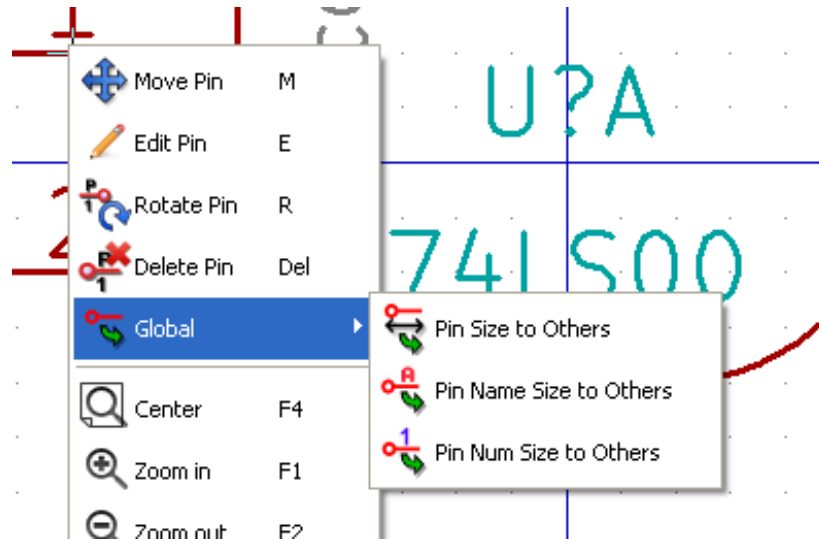 U?A
74LS00
Move Pin M
Edit Pin E
Rotate Pin R
Delete Pin Del
Global
Pin Size to Others
Pin Name Size to Others
Pin Num Size to Others
Center F4
Zoom in F1
Zoom out F2